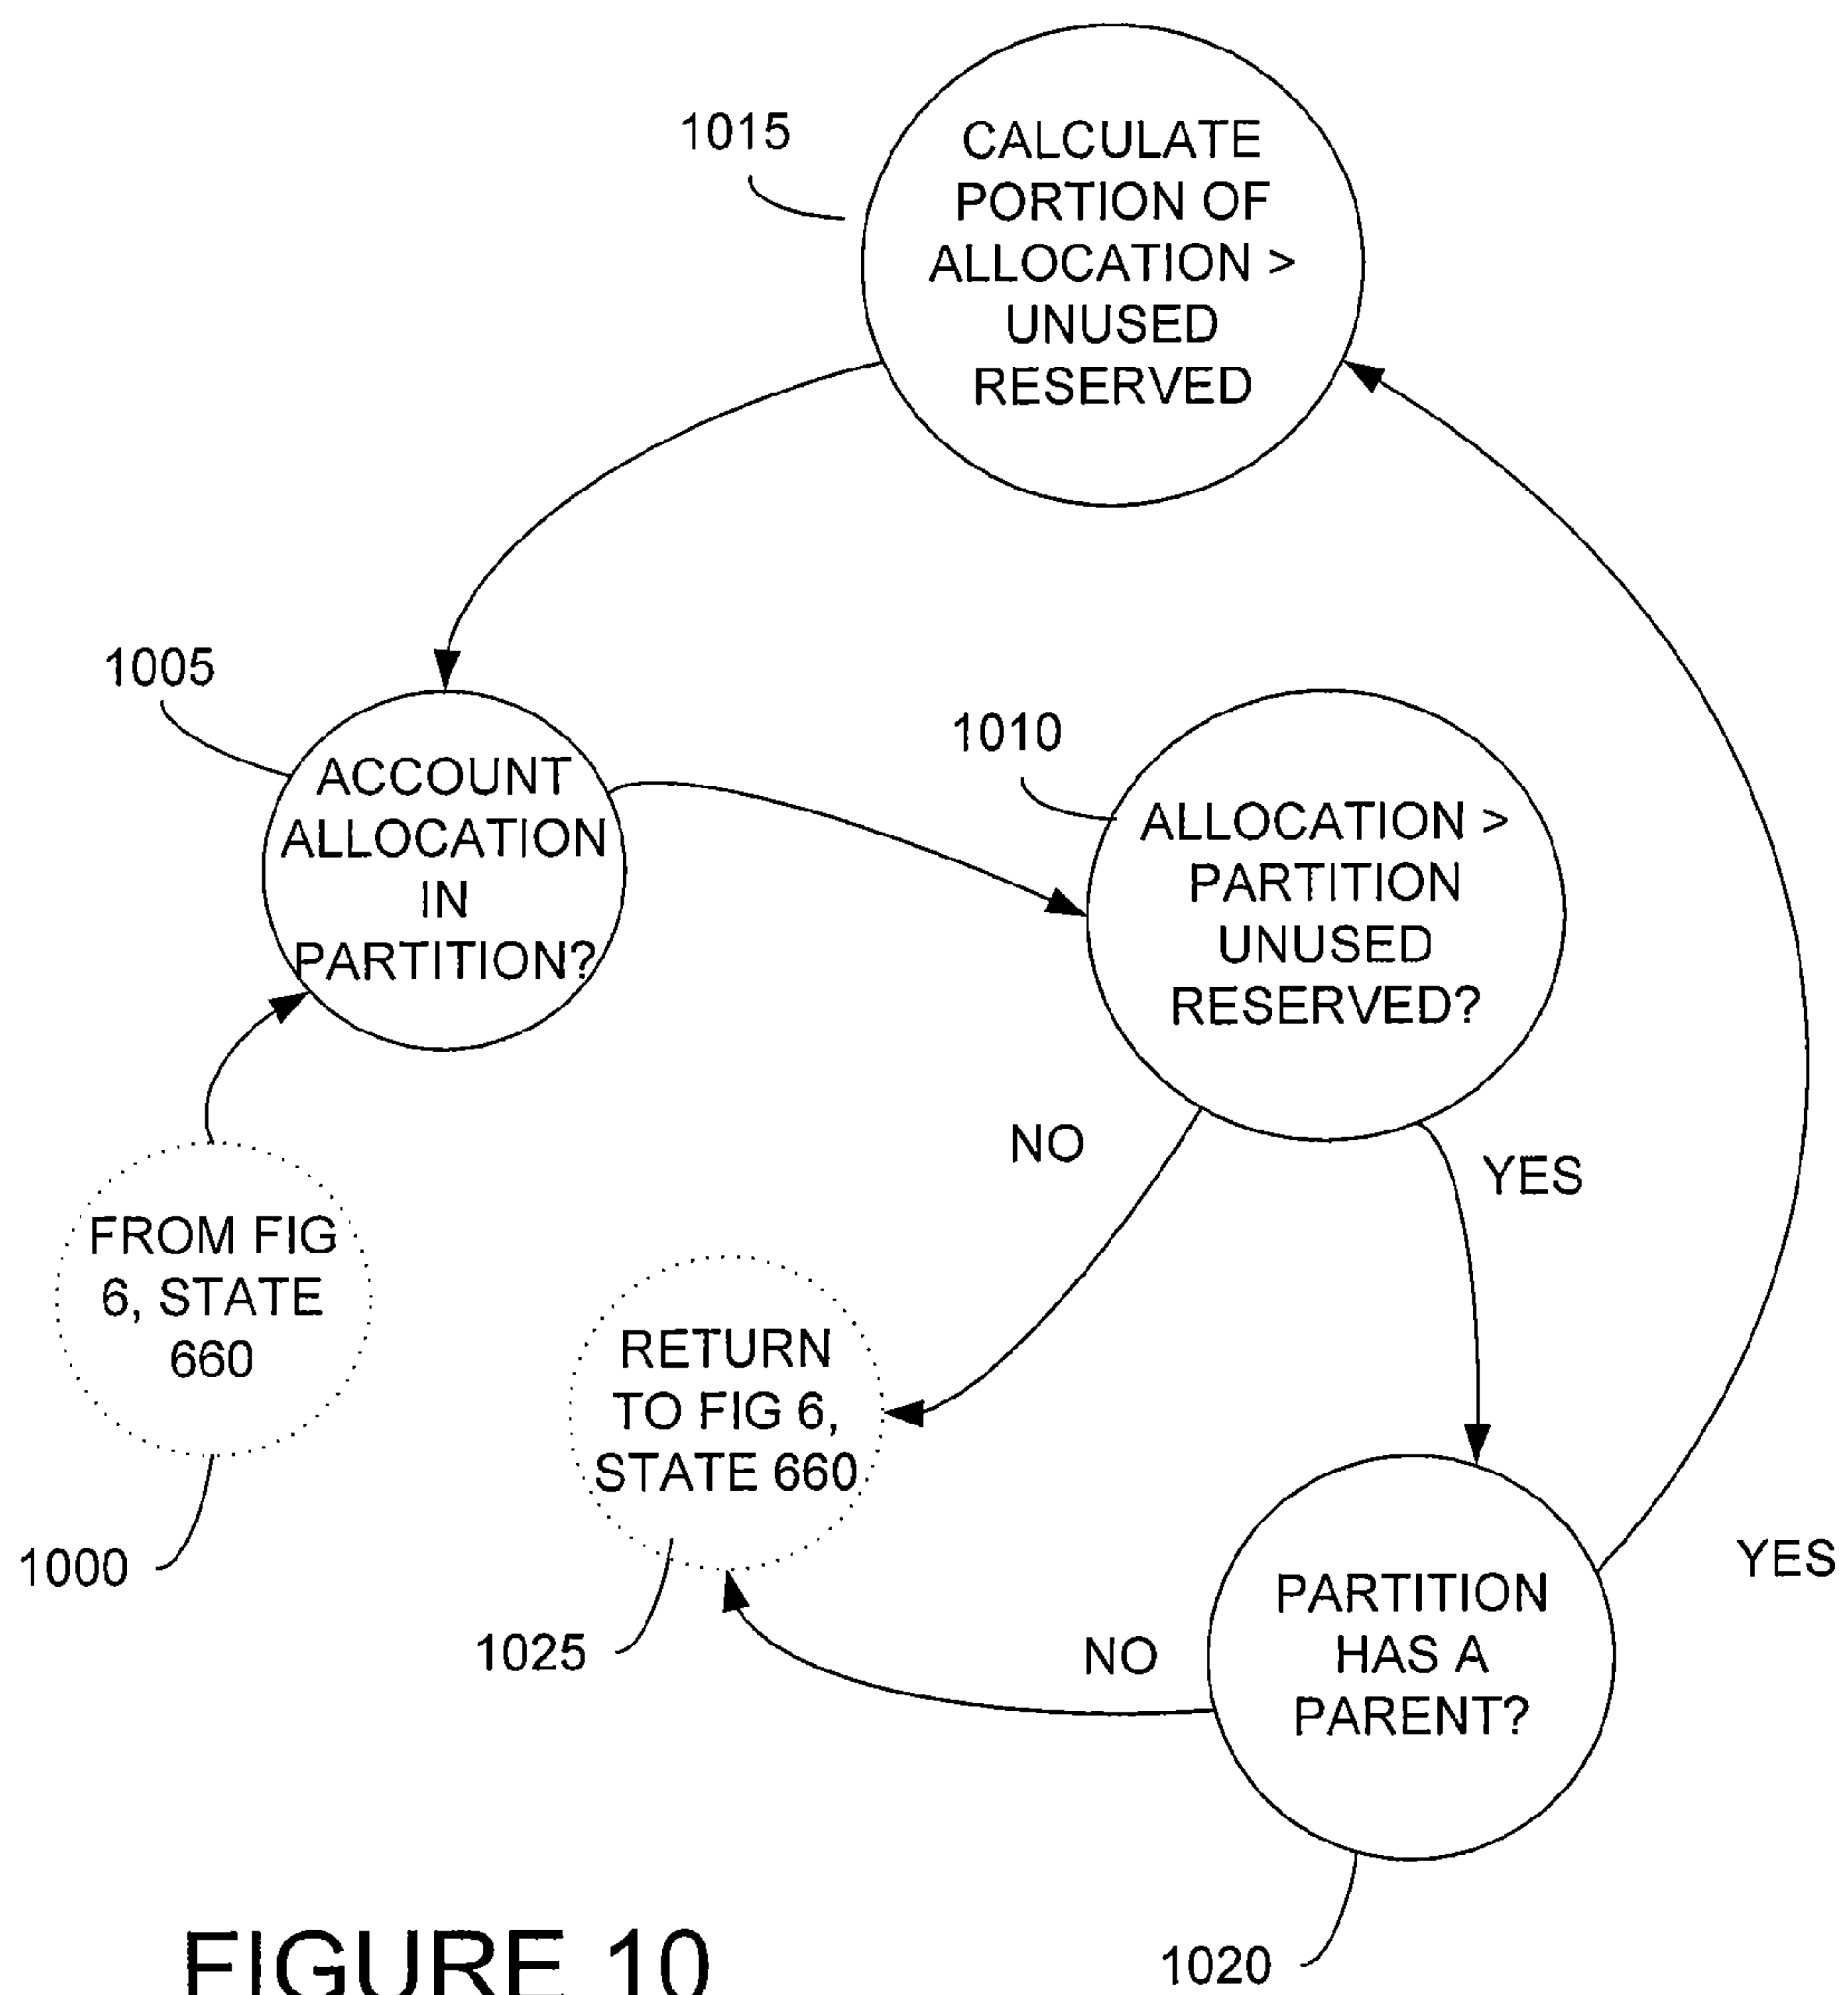 1015
CALCULATE
PORTION OF
ALLOCATION >
UNUSED
RESERVED
1005
ACCOUNT
ALLOCATION
IN
PARTITION?
1010
ALLOCATION >
PARTITION
UNUSED
RESERVED?
NO
YES
FROM FIG
6, STATE
660
1000
RETURN
TO FIG 6,
STATE 660
1025
NO
PARTITION
HAS A
PARENT?
YES
1020
FIGURE 10